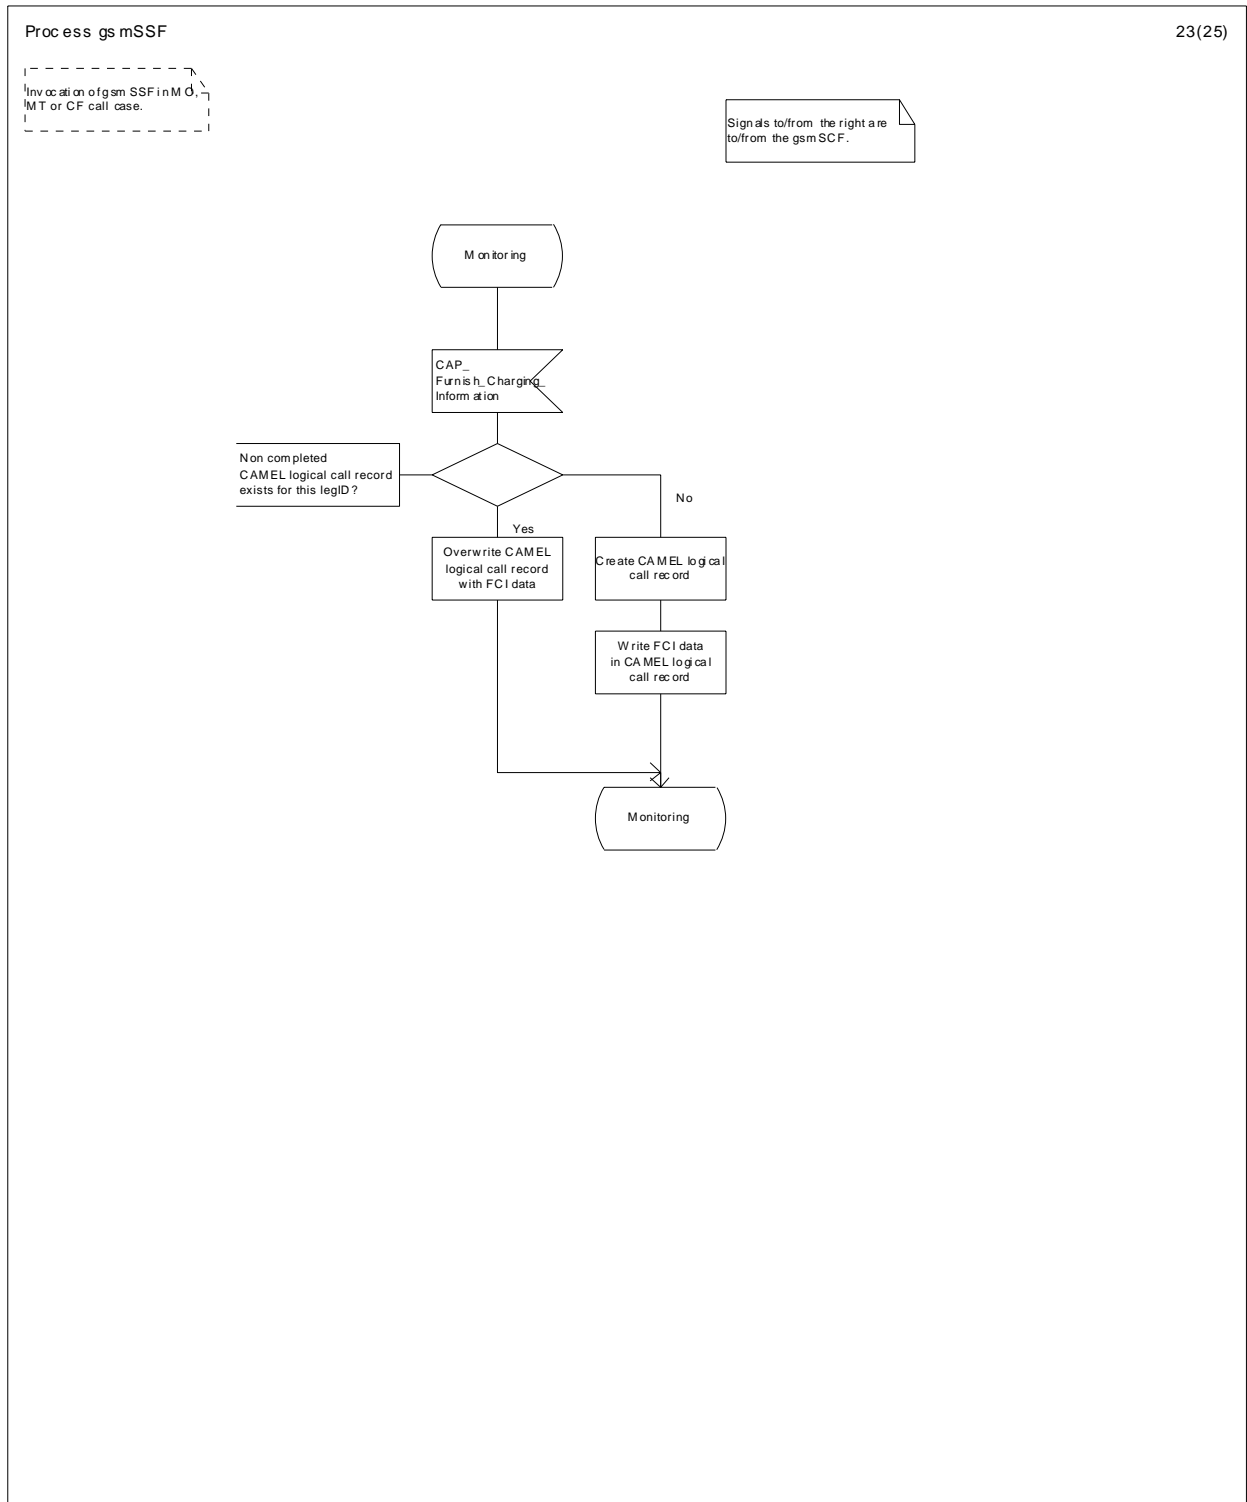 Process gsmSSF
23(25)
Invocation of gsmSSF in MO,
MT or CF call case.
Signals to/from the right are
to/from the gsmSCF.
Monitoring
CAP_
Furnish_Charging_
Information
Non completed
CAMEL logical call record
exists for this legID?
No
Yes
Overwrite CAMEL
logical call record
with FCI data
Create CAMEL logical
call record
Write FCI data
in CAMEL logical
call record
Monitoring